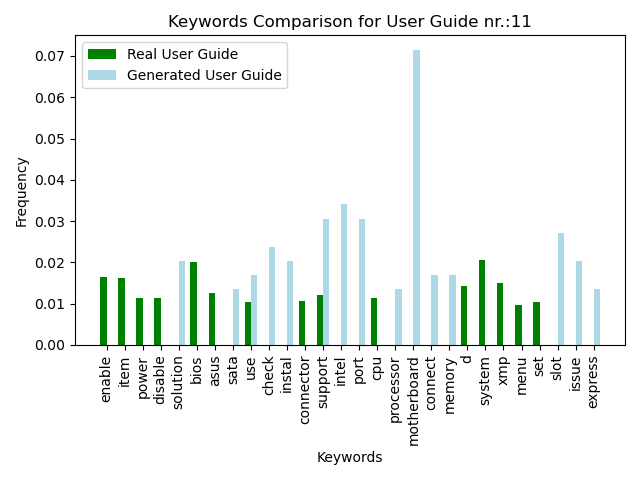 Keywords Comparison for User Guide nr.:11
Real User Guide
Generated User Guide
0.07
0.06
0.05
0.04
0.03
0.02
0.01
0.00
Frequency
enable
item
power
disable
solution
bios
asus
sata
use
check
instal
connector
support
intel
port
cpu
processor
motherboard
connect
memory
d
system
xmp
menu
set
slot
issue
express
Keywords